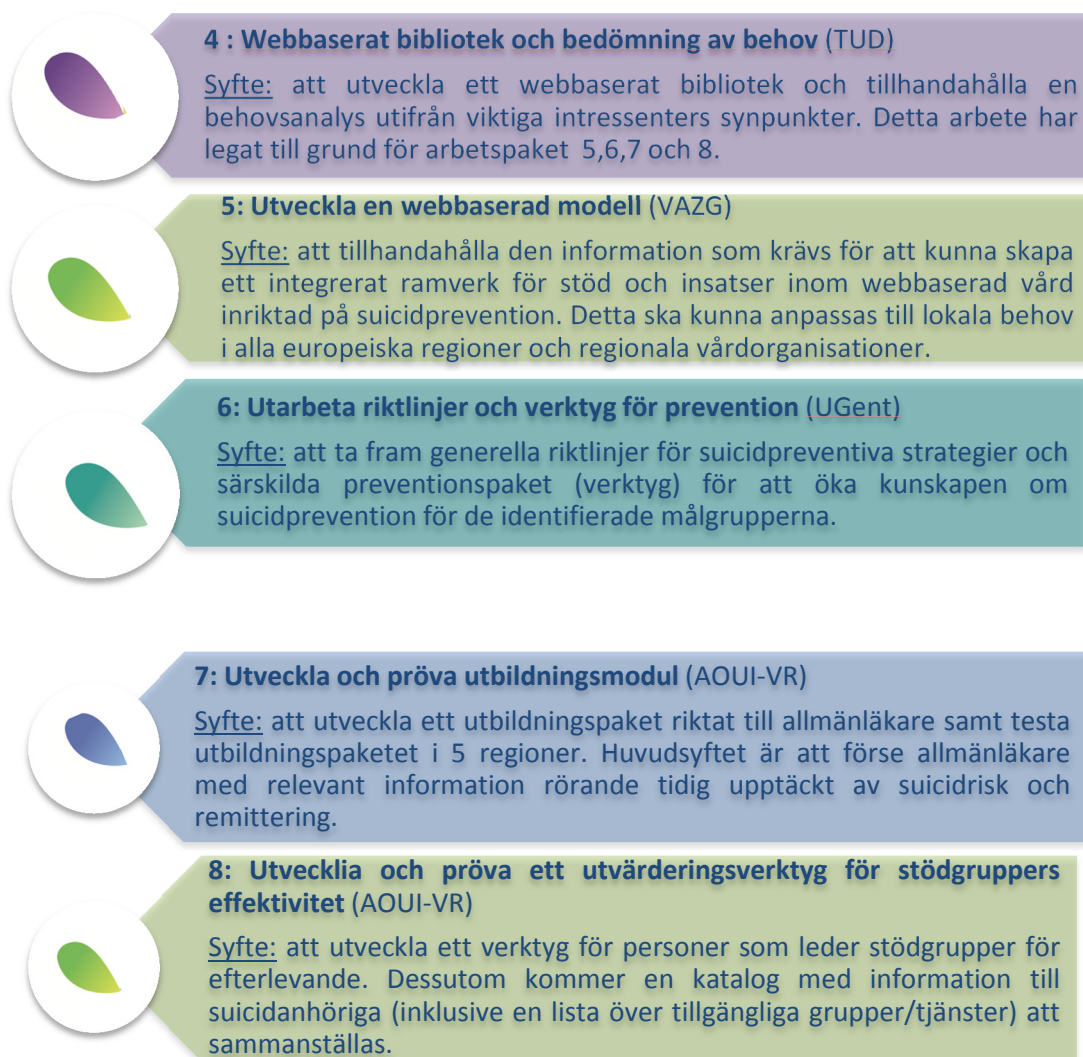 4 : Webbaserat bibliotek och bedömning av behov (TUD)
Syfte: att utveckla ett webbaserat bibliotek och tillhandahålla en
behovsanalys utifrån viktiga intressenters synpunkter. Detta arbete har
legat till grund för arbetspaket 5,6,7 och 8.
5: Utveckla en webbaserad modell (VAZG)
Syfte: att tillhandahålla den information som krävs för att kunna skapa
ett integrerat ramverk för stöd och insatser inom webbaserad vård
inriktad på suicidprevention. Detta ska kunna anpassas till lokala behov
i alla europeiska regioner och regionala vårdorganisationer.
6: Utarbeta riktlinjer och verktyg för prevention (UGent)
Syfte: att ta fram generella riktlinjer för suicidpreventiva strategier och
särskilda preventionspaket (verktyg) för att öka kunskapen om
suicidprevention för de identifierade målgrupperna.
7: Utveckla och pröva utbildningsmodul (AOUI-VR)
Syfte: att utveckla ett utbildningspaket riktat till allmänläkare samt testa
utbildningspaketet i 5 regioner. Huvudsyftet är att förse allmänläkare
med relevant information rörande tidig upptäckt av suicidrisk och
remittering.
8: Utvecklia och pröva ett utvärderingsverktyg för stödgruppers
effektivitet (AOUI-VR)
Syfte: att utveckla ett verktyg för personer som leder stödgrupper för
efterlevande. Dessutom kommer en katalog med information till
suicidanhöriga (inklusive en lista över tillgängliga grupper/tjänster) att
sammanställas.